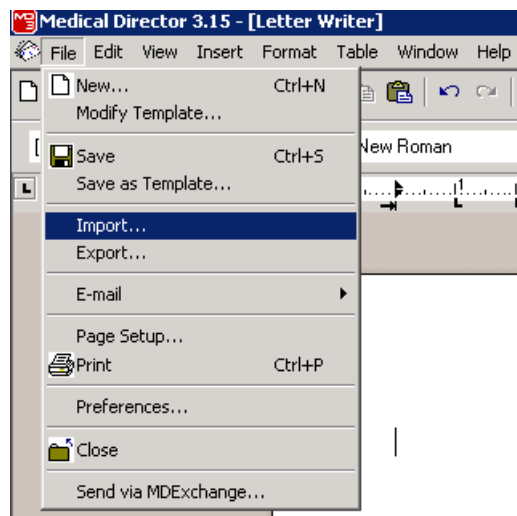 Medical Director 3.15 - [Letter Writer]
File Edit View Insert Format Table Window Help
New... Ctrl+N
Modify Template...
New Roman
Save Ctrl+S
Save as Template...
L
1
Import...
Export...
E-mail
Page Setup...
Print Ctrl+P
Preferences...
Close
Send via MDExchange...